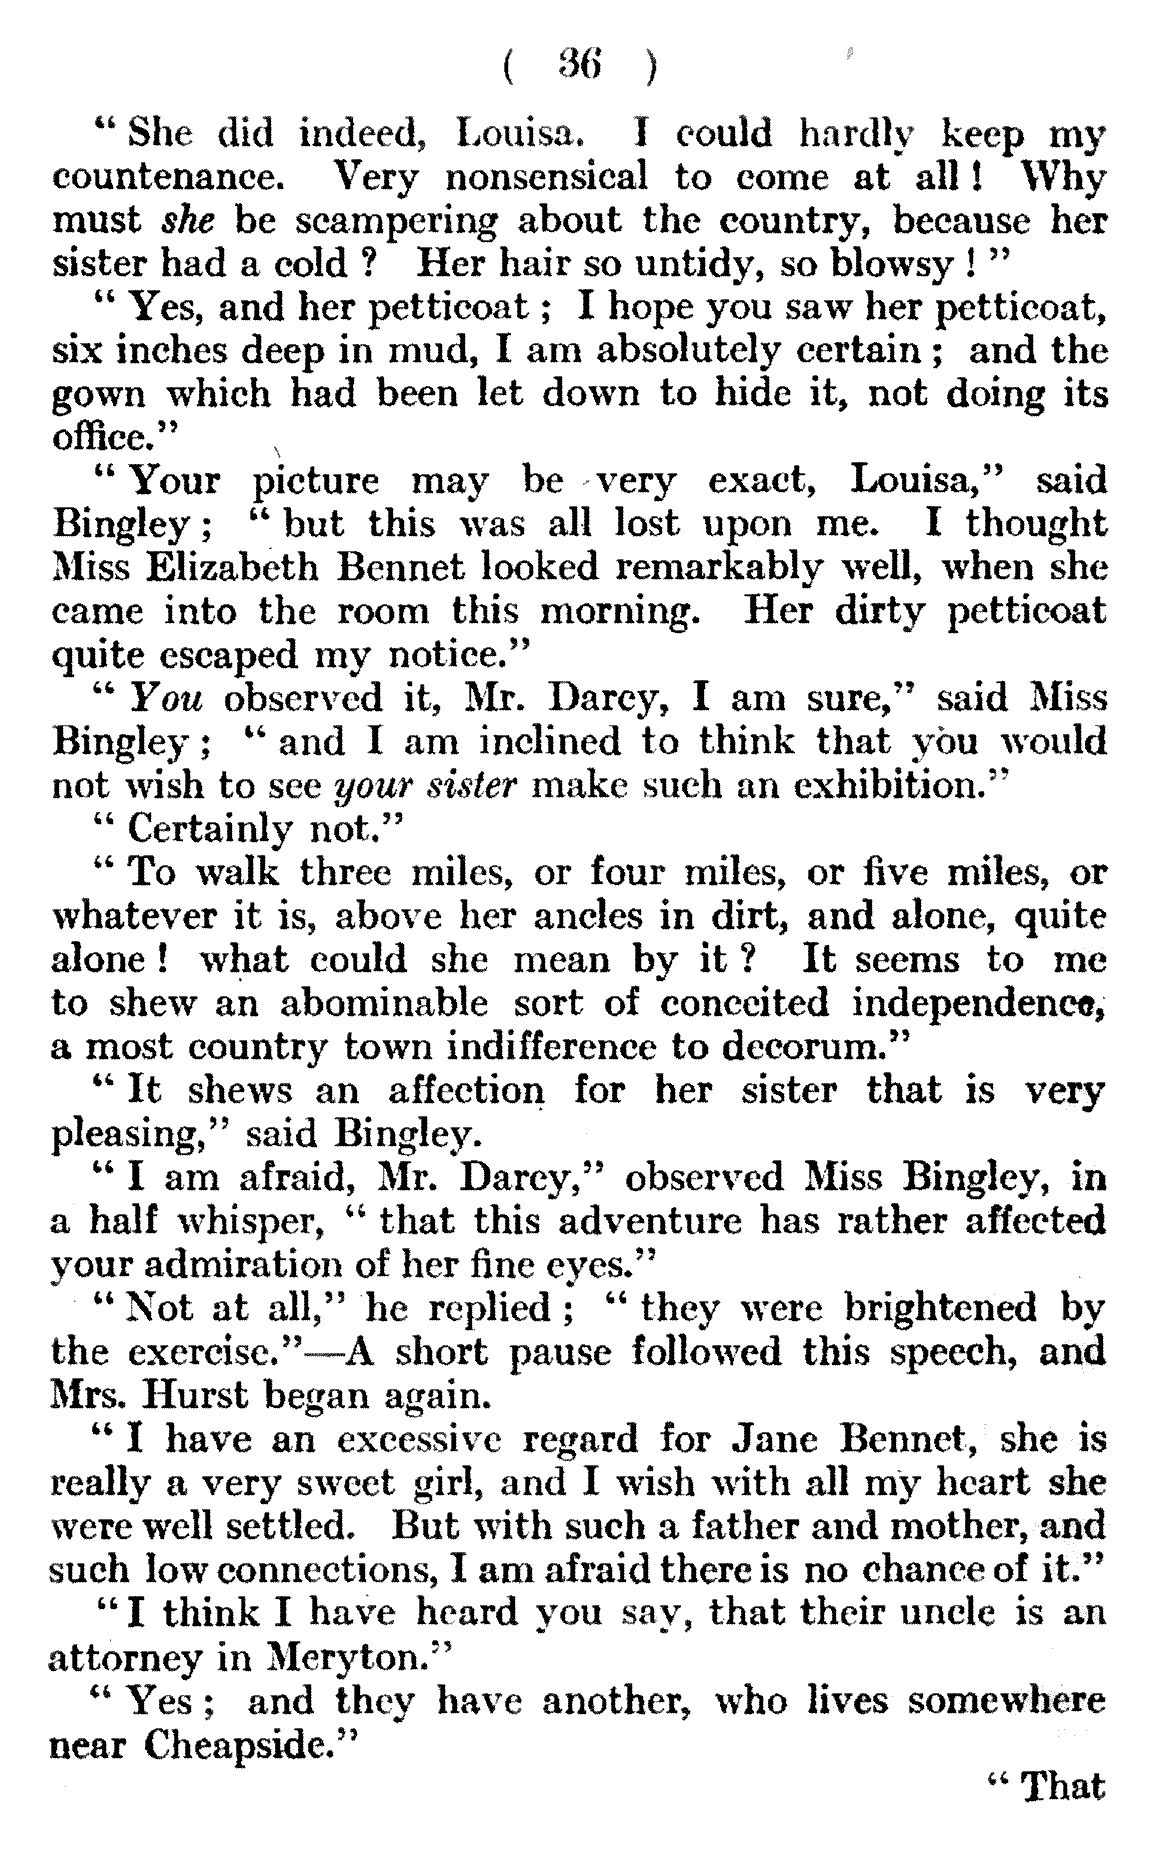 ( 36 )
“ She did indeed, Louisa. I could hardly keep my
countenance. Very nonsensical to come at all ! Why
must she be scampering about the country, because her
sister had a cold ? Her hair so untidy, so blowsy ! ”
“ Yes, and her petticoat ; I hope you saw her petticoat,
six inches deep in mud, I am absolutely certain ; and the
gown which had been let down to hide it, not doing its
office.”
“ Your picture may be very exact, Louisa,” said
Bingley ; “ but this was all lost upon me. I thought
Miss Elizabeth Bennet looked remarkably well, when she
came into the room this morning. Her dirty petticoat
quite escaped my notice.”
“ You observed it, Mr. Darcy, I am sure,” said Miss
Bingley ; “ and I am inclined to think that you would
not wish to see your sister make such an exhibition.”
“ Certainly not.”
“ To walk three miles, or four miles, or five miles, or
whatever it is, above her ancles in dirt, and alone, quite
alone ! what could she mean by it ? It seems to me
to shew an abominable sort of conceited independence,
a most country town indifference to decorum.”
“ It shews an affection for her sister that is very
pleasing,” said Bingley.
“ I am afraid, Mr. Darcy,” observed Miss Bingley, in
a half whisper, “ that this adventure has rather affected
your admiration of her fine eyes.”
“ Not at all,” he replied ; “ they were brightened by
the exercise.”—A short pause followed this speech, and
Mrs. Hurst began again.
“ I have an excessive regard for Jane Bennet, she is
really a very sweet girl, and I wish with all my heart she
were well settled. But with such a father and mother, and
such low connections, I am afraid there is no chance of it.”
“ I think I have heard you say, that their uncle is an
attorney in Meryton.”
“ Yes ; and they have another, who lives somewhere
near Cheapside.”
“ That